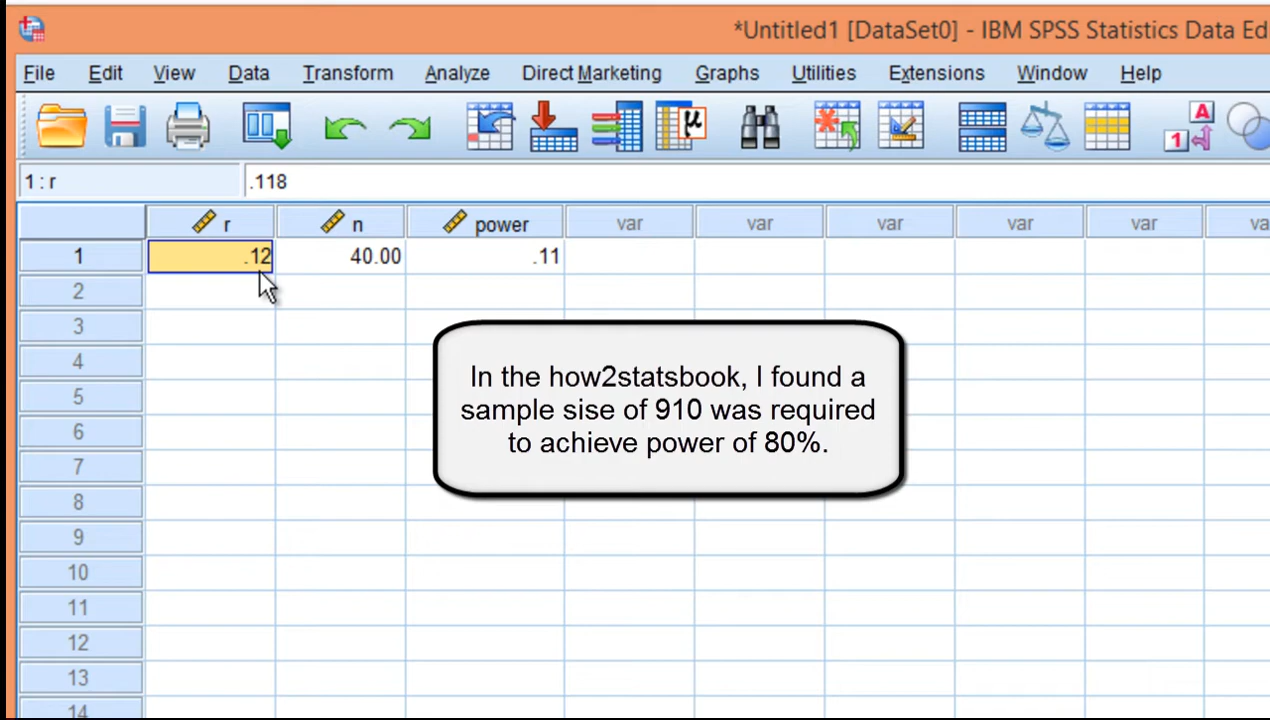 *Untitled1 [DataSet0] - IBM SPSS Statistics Data Ed
File Edit View Data Transform Analyze Direct Marketing Graphs Utilities Extensions Window Help
μ A 1
1 : r .118
r n power var var var var var va
1 .12 40.00 .11
2
3
4
5
6
7
8
9
10
11
12
13
14
In the how2statsbook, I found a
sample sise of 910 was required
to achieve power of 80%.